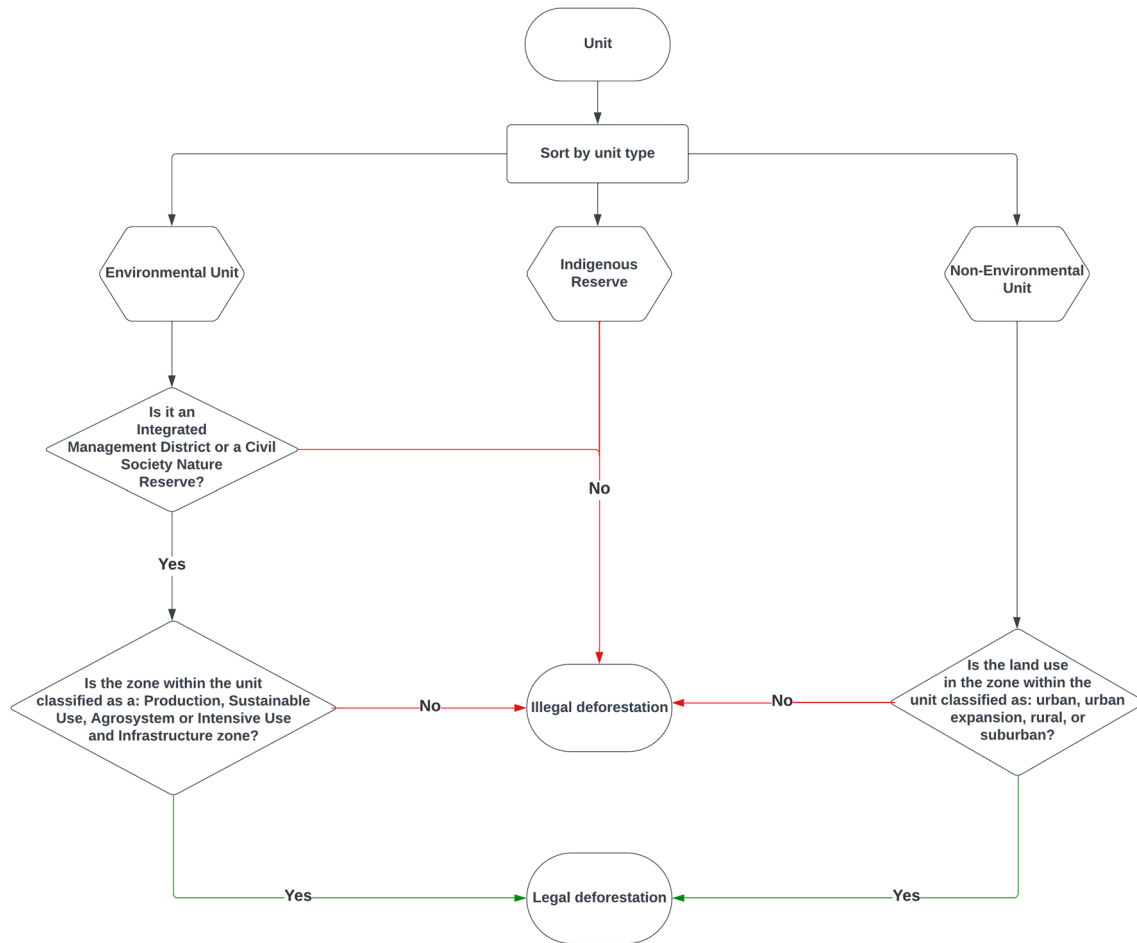 Unit
Sort by unit type
Environmental Unit
Indigenous
Reserve
Non-Environmental
Unit
Is it an
Integrated
Management District or a Civil
Society Nature
Reserve?
No
Yes
Is the zone within the unit
classified as a: Production, Sustainable
Use, Agrosystem or Intensive Use
and Infrastructure zone?
No
Illegal deforestation
No
Is the land use
in the zone within the
unit classified as: urban, urban
expansion, rural, or
suburban?
Yes
Legal deforestation
Yes